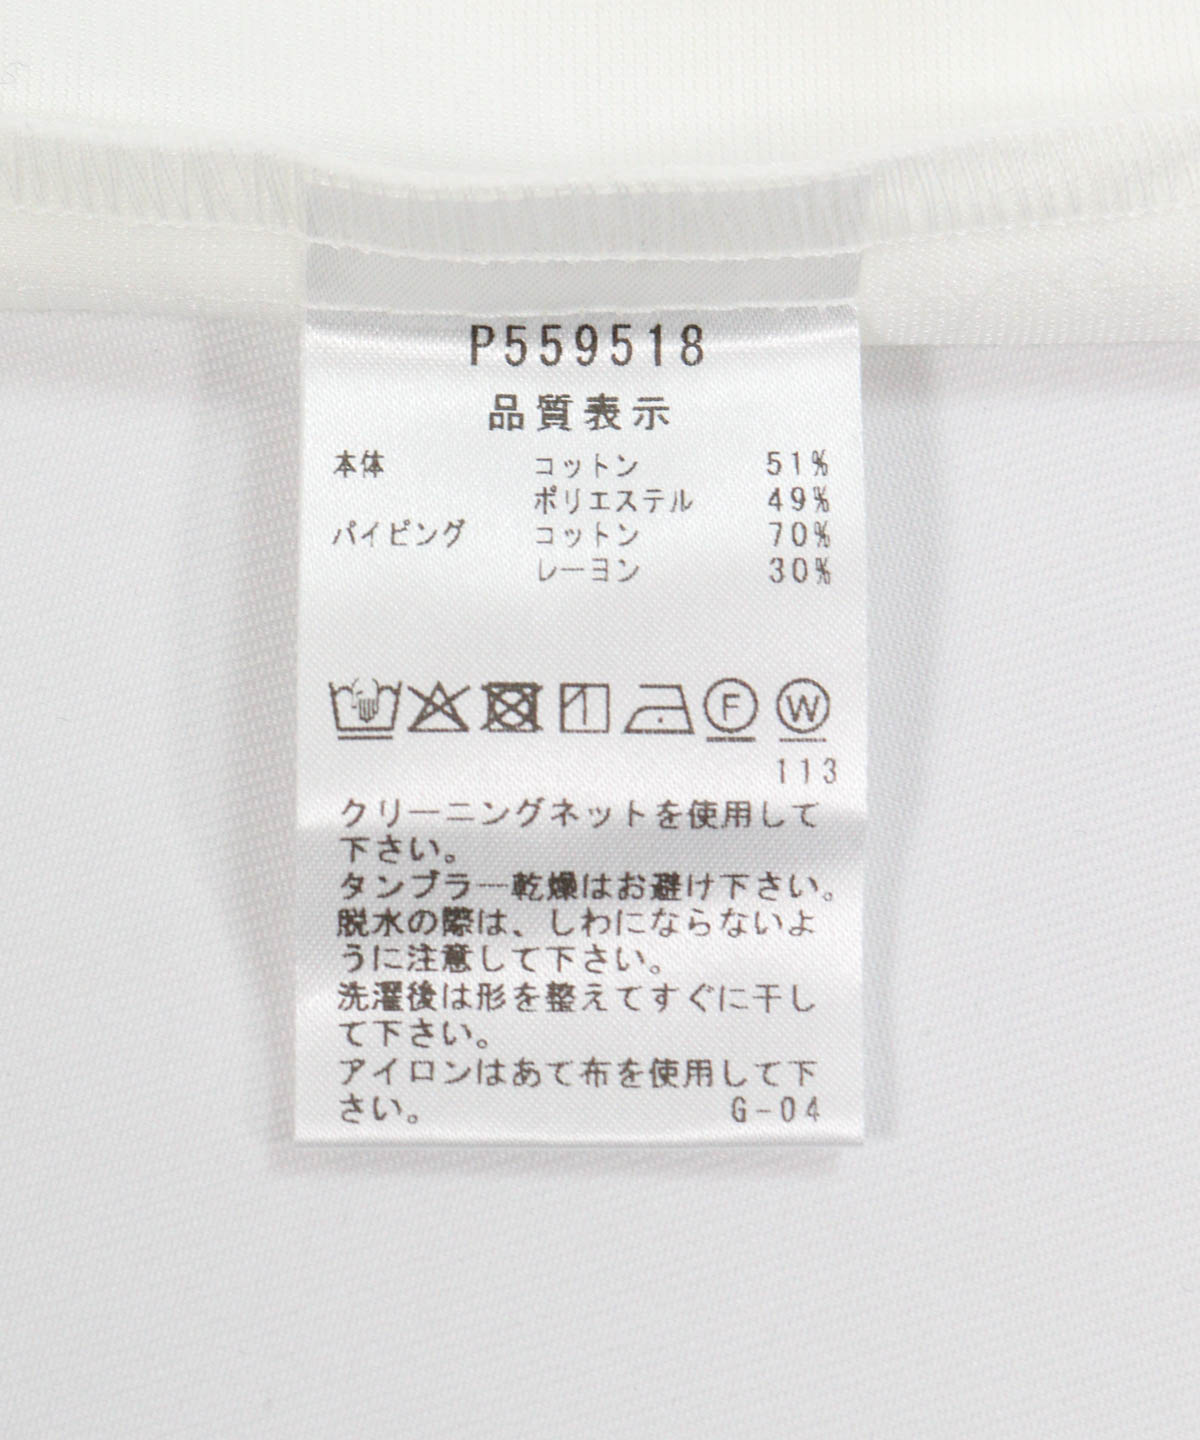 P559518
品質表示
本体 コットン 51%
ポリエステル 49%
パイピング コットン 70%
レーヨン 30%
F W
113
クリーニングネットを使用して
下さい。
タンブラー乾燥はお避け下さい。
脱水の際は、しわにならないよ
うに注意して下さい。
洗濯後は形を整えてすぐに干し
て下さい。
アイロンはあて布を使用して下
さい。 G-04